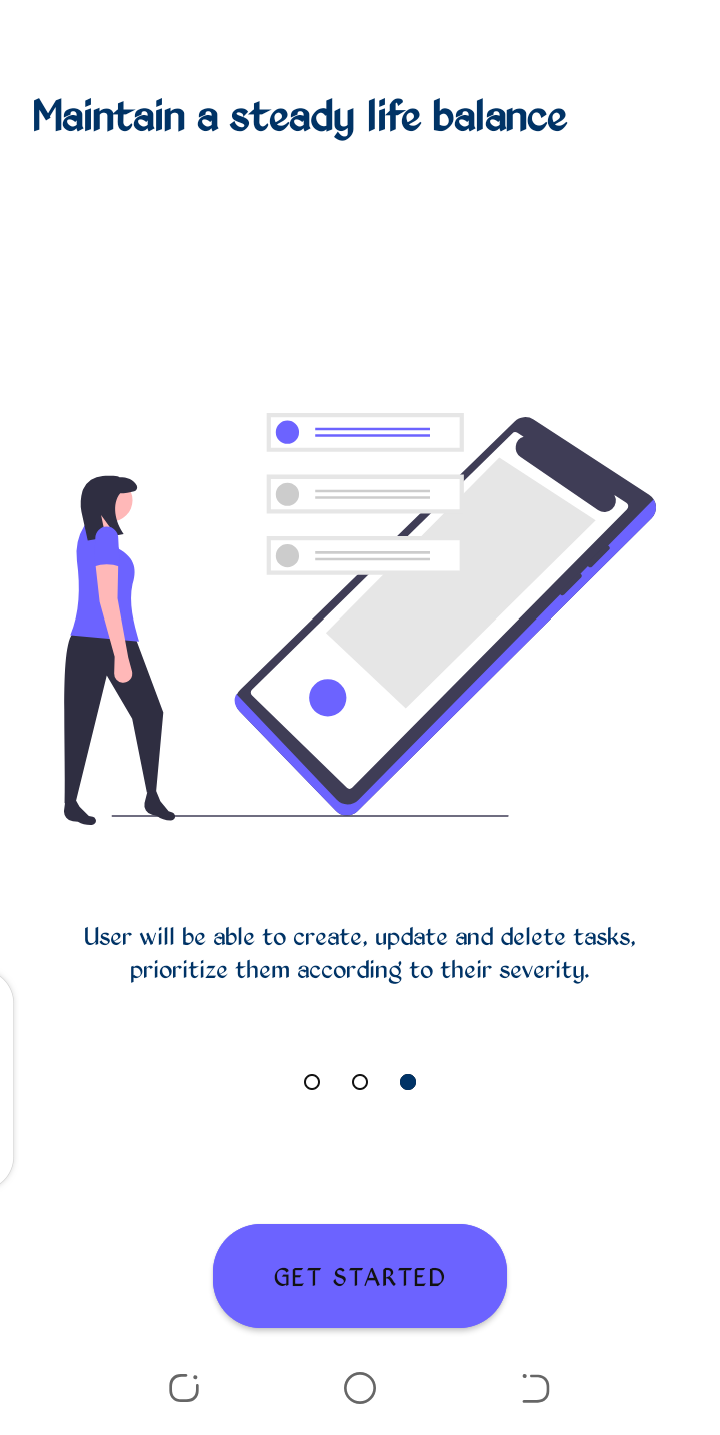 Maintain a steady life balance
User will be able to create, update and delete tasks,
prioritize them according to their severity.
GET STARTED